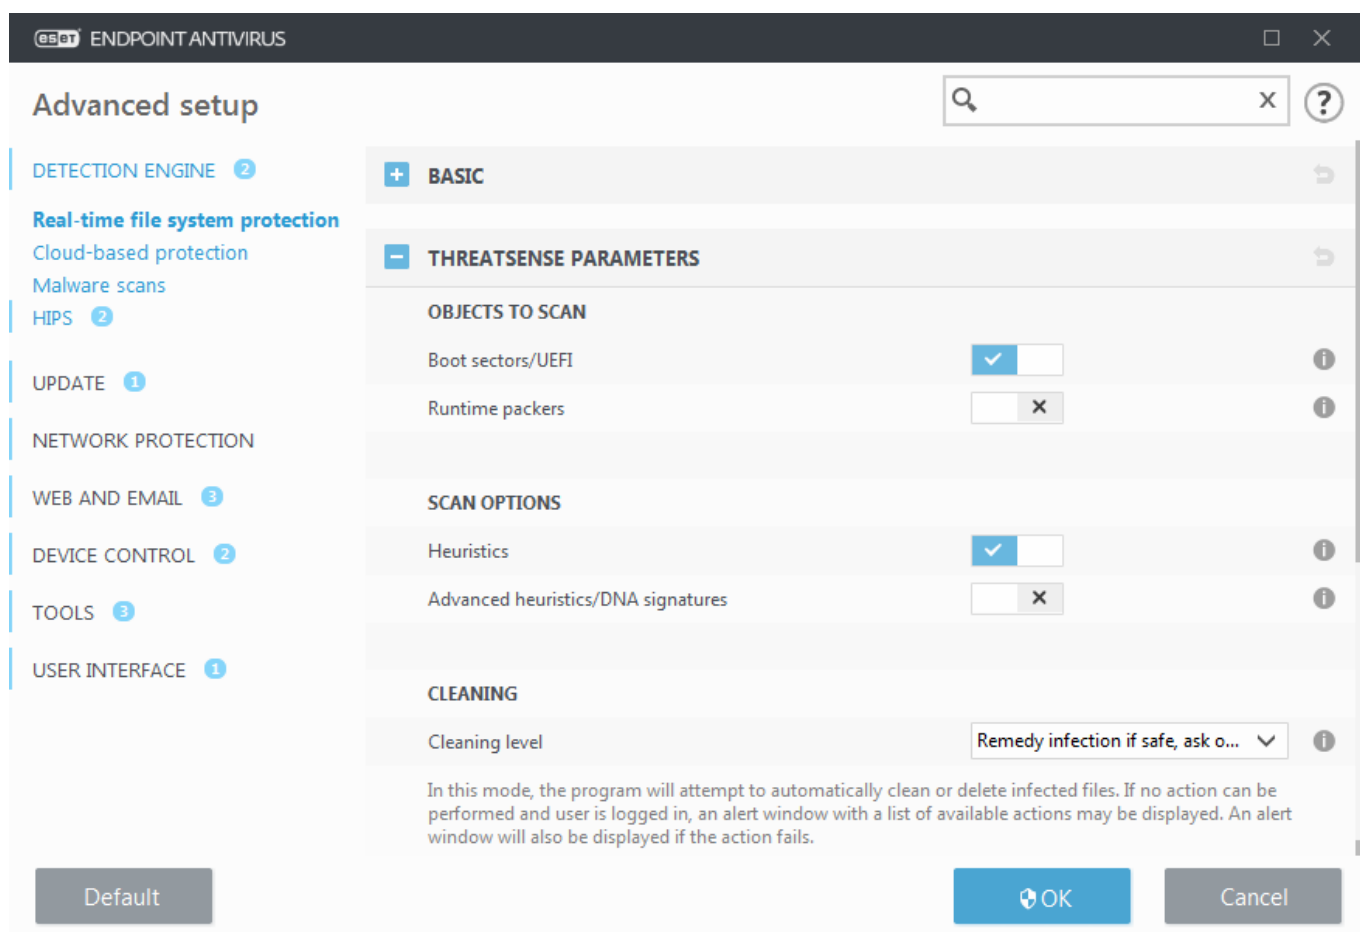 eset ENDPOINT ANTIVIRUS
Advanced setup
DETECTION ENGINE 2
Real-time file system protection
Cloud-based protection
Malware scans
HIPS 2
UPDATE 1
NETWORK PROTECTION
WEB AND EMAIL 3
DEVICE CONTROL 2
TOOLS 3
USER INTERFACE 1
BASIC
THREATSENSE PARAMETERS
OBJECTS TO SCAN
Boot sectors/UEFI
Runtime packers
SCAN OPTIONS
Heuristics
Advanced heuristics/DNA signatures
CLEANING
Cleaning level
Remedy infection if safe, ask o...
In this mode, the program will attempt to automatically clean or delete infected files. If no action can be
performed and user is logged in, an alert window with a list of available actions may be displayed. An alert
window will also be displayed if the action fails.
Default
OK
Cancel